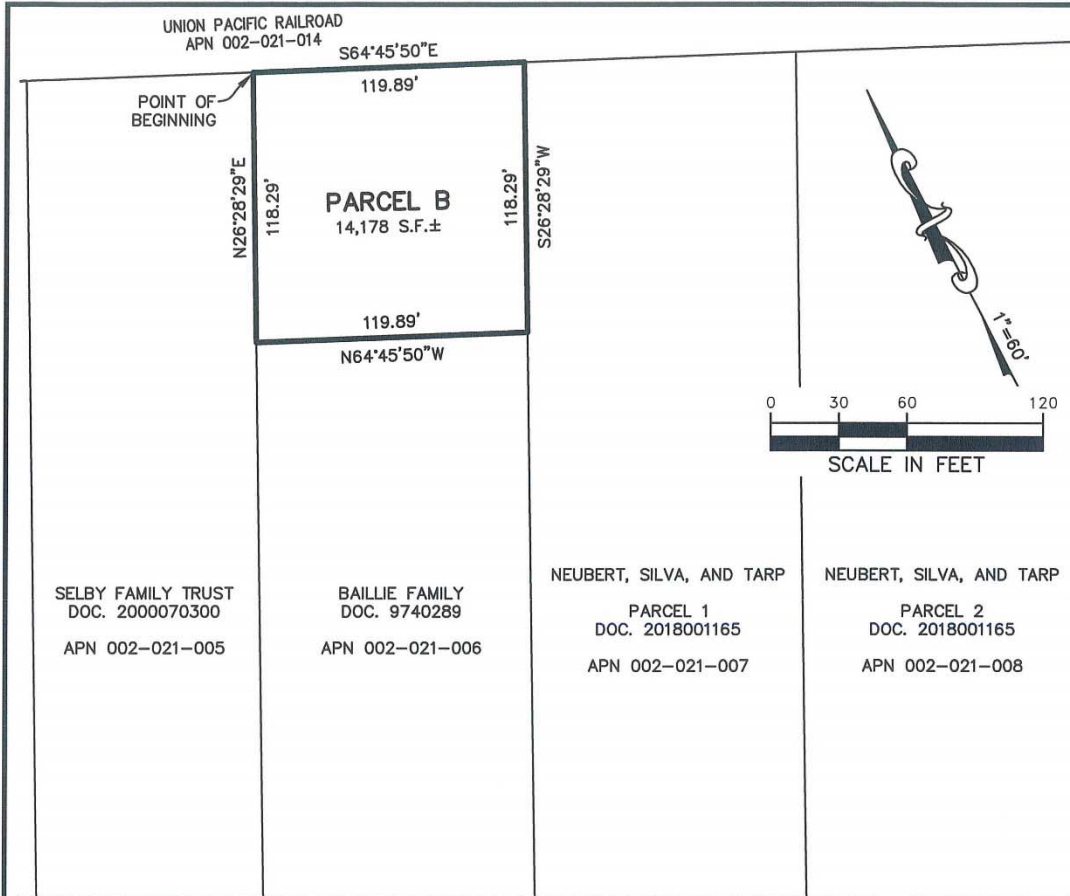 UNION PACIFIC RAILROAD
APN 002-021-014
S64°45'50"E
119.89'
POINT OF
BEGINNING
N26°28'29"E
118.29'
PARCEL B
14,178 S.F.±
118.29'
S26°28'29"W
119.89'
N64°45'50"W
1"=60'
0 30 60 120
SCALE IN FEET
SELBY FAMILY TRUST
DOC. 2000070300
APN 002-021-005
BAILLIE FAMILY
DOC. 9740289
APN 002-021-006
NEUBERT, SILVA, AND TARP
PARCEL 1
DOC. 2018001165
APN 002-021-007
NEUBERT, SILVA, AND TARP
PARCEL 2
DOC. 2018001165
APN 002-021-008